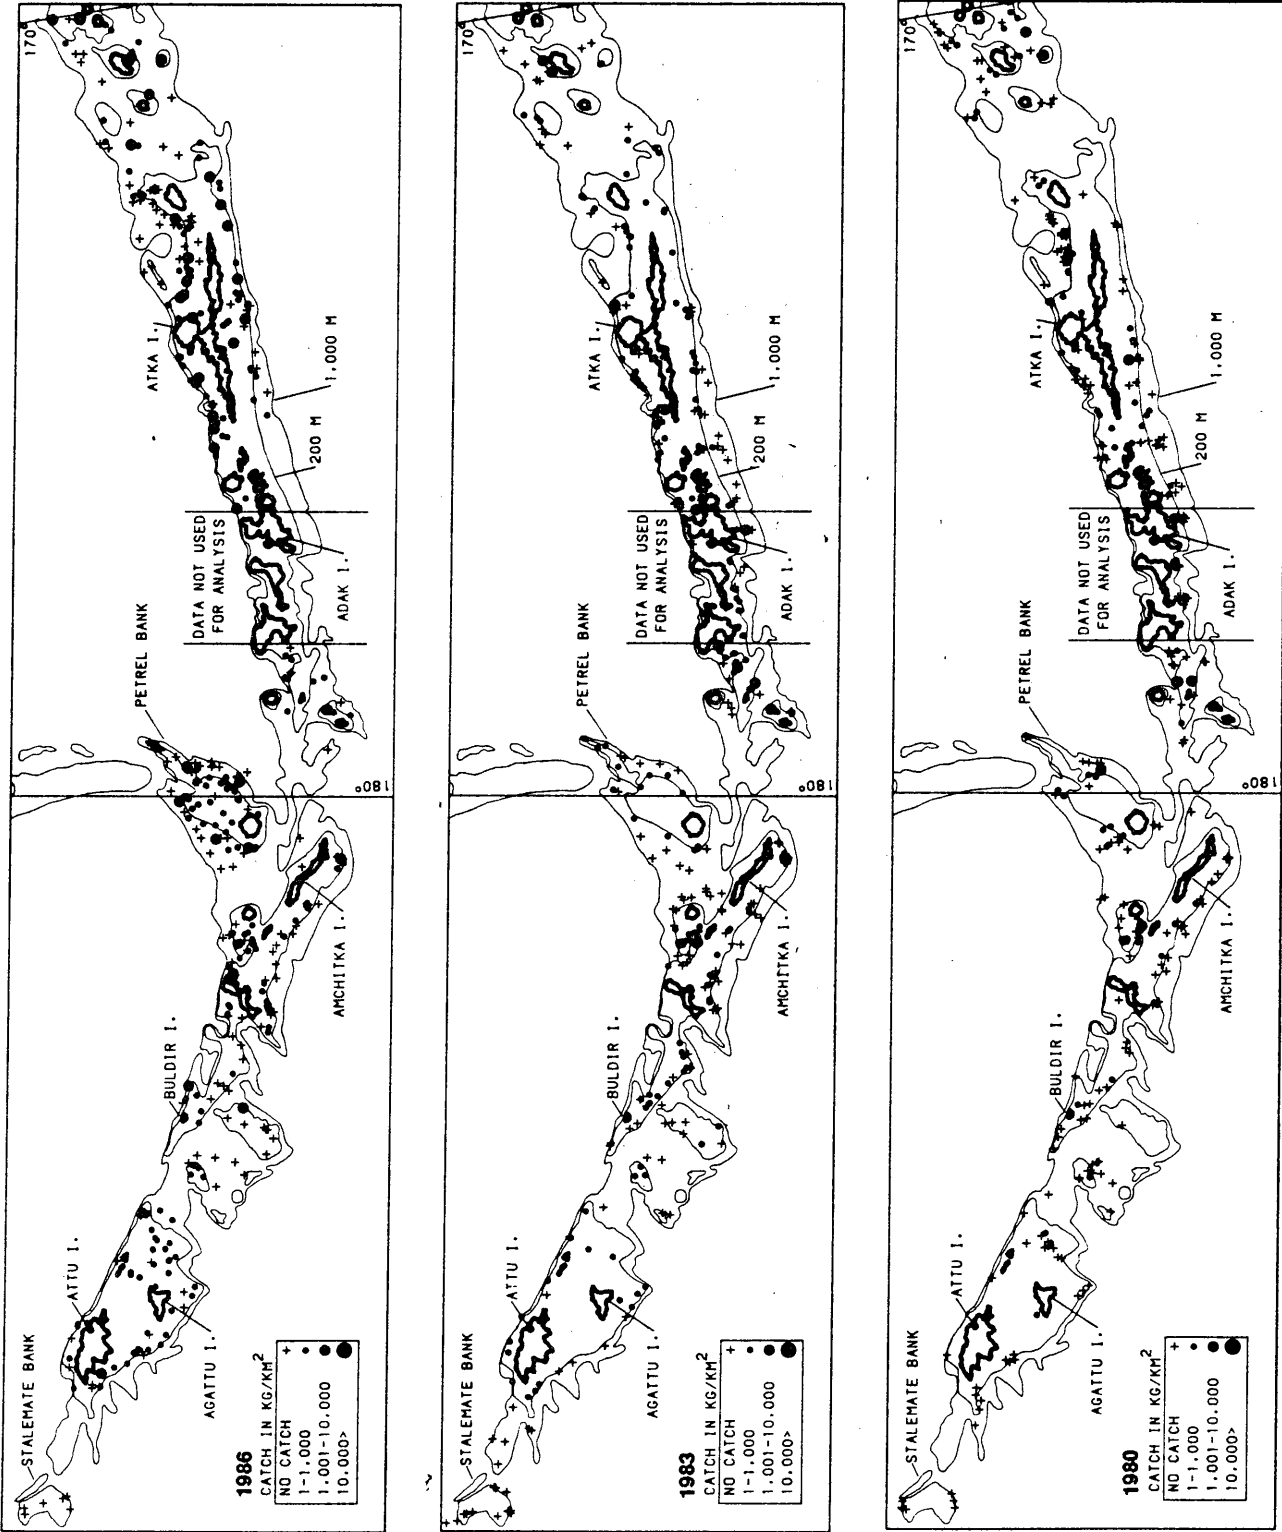 STALEMATE BANK
ATTU I.
BULDIR I.
PETREL BANK
DATA NOT USED
FOR ANALYSIS
ATKA I.
170°
180°
200 M
1.000 M
ADAK I.
AMCHITKA I.
AGATTU I.
1986
CATCH IN KG/KM2
NO CATCH +
1-1.000
1.001-10.000
10.000>
STALEMATE BANK
ATTU I.
BULDIR I.
PETREL BANK
DATA NOT USED
FOR ANALYSIS
ATKA I.
170°
180°
200 M
1.000 M
ADAK I.
AMCHITKA I.
AGATTU I.
1983
CATCH IN KG/KM2
NO CATCH +
1-1.000
1.001-10.000
10.000>
STALEMATE BANK
ATTU I.
BULDIR I.
PETREL BANK
DATA NOT USED
FOR ANALYSIS
ATKA I.
170°
180°
200 M
1.000 M
ADAK I.
AMCHITKA I.
AGATTU I.
1980
CATCH IN KG/KM2
NO CATCH +
1-1.000
1.001-10.000
10.000>